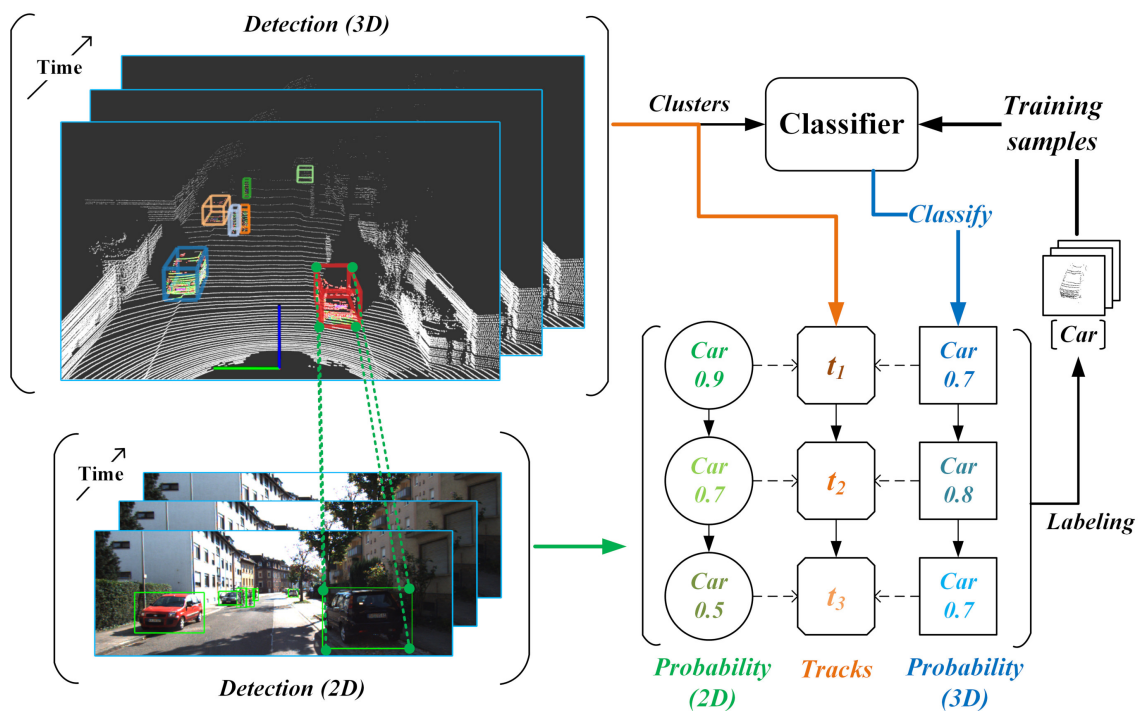 Detection (3D)
Time
Clusters
Classifier
Training
samples
Classify
[Car]
Car
0.9
t1
Car
0.7
Car
0.7
t2
Car
0.8
Car
0.5
t3
Car
0.7
Labeling
Time
Detection (2D)
Probability
(2D)
Tracks
Probability
(3D)